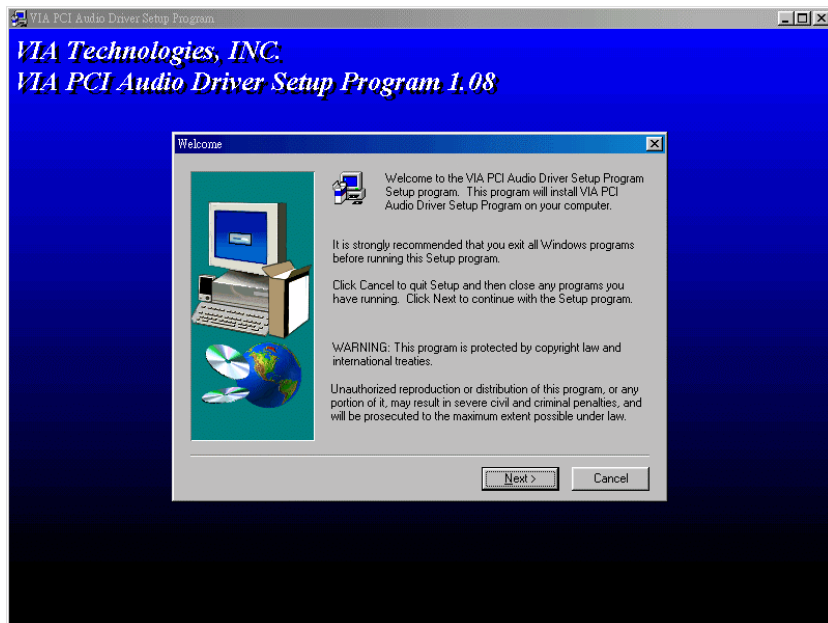 VIA PCI Audio Driver Setup Program
VIA Technologies, INC.
VIA PCI Audio Driver Setup Program 1.08
Welcome
Welcome to the VIA PCI Audio Driver Setup Program
Setup program. This program will install VIA PCI
Audio Driver Setup Program on your computer.
It is strongly recommended that you exit all Windows programs
before running this Setup program.
Click Cancel to quit Setup and then close any programs you
have running. Click Next to continue with the Setup program.
WARNING: This program is protected by copyright law and
international treaties.
Unauthorized reproduction or distribution of this program, or any
portion of it, may result in severe civil and criminal penalties, and
will be prosecuted to the maximum extent possible under law.
Next >
Cancel